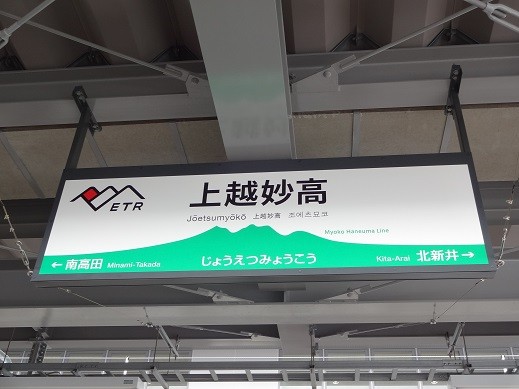 ETR
上越妙高
Jōetsumyōkō 上越妙高 조에츠묘코
Myoko Haneuma Line
じょうえつみょうこう
← 南高田 Minami-Takada
Kita-Arai 北新井 →